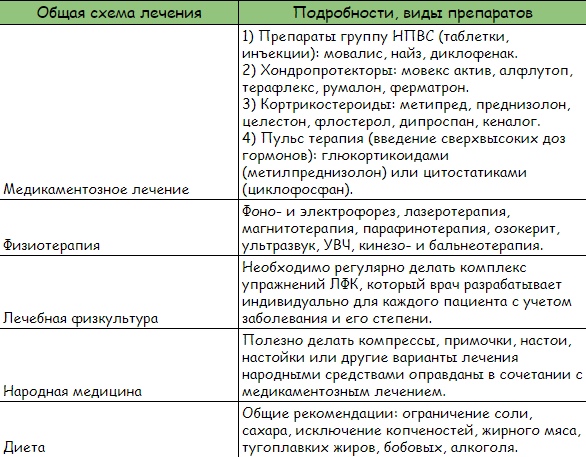 Общая схема лечения
Подробности, виды препаратов
Медикаментозное лечение
1) Препараты группу НПВС (таблетки,
инъекции): мовалис, найз, диклофенак.
2) Хондропротекторы: мовекс актив, алфлутоп,
терафлекс, румалон, ферматрон.
3) Кортрикостероиды: метипред, преднизолон,
целестон, флостерол, дипроспан, кеналог.
4) Пульс терапия (введение сверхвысоких доз
гормонов): глюкортикоидами
(метилпреднизолон) или цитостатиками
(циклофосфан).
Физиотерапия
Фоно- и электрофорез, лазеротерапия,
магнитотерапия, парафинотерапия, озокерит,
ультразвук, УВЧ, кинезо- и бальнеотерапия.
Лечебная физкультура
Необходимо регулярно делать комплекс
упражнений ЛФК, который врач разрабатывает
индивидуально для каждого пациента с учетом
заболевания и его степени.
Народная медицина
Полезно делать компрессы, примочки, настои,
настойки или другие варианты лечения
народными средствами оправданы в сочетании с
медикаментозным лечением.
Диета
Общие рекомендации: ограничение соли,
сахара, исключение копченостей, жирного мяса,
тугоплавких жиров, бобовых, алкоголя.